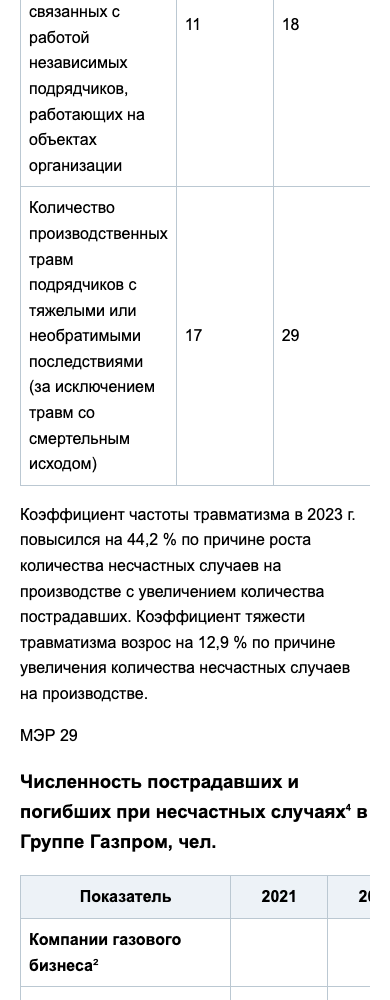 связанных с
работой
независимых
подрядчиков,
работающих на
объектах
организации
11
18
Количество
производственных
травм
подрядчиков с
тяжелыми или
необратимыми
последствиями
(за исключением
травм со
смертельным
исходом)
17
29
Коэффициент частоты травматизма в 2023 г.
повысился на 44,2 % по причине роста
количества несчастных случаев на
производстве с увеличением количества
пострадавших. Коэффициент тяжести
травматизма возрос на 12,9 % по причине
увеличения количества несчастных случаев
на производстве.
МЭР 29
Численность пострадавших и
погибших при несчастных случаях⁴ в
Группе Газпром, чел.
Показатель 2021
Компании газового
бизнеса²